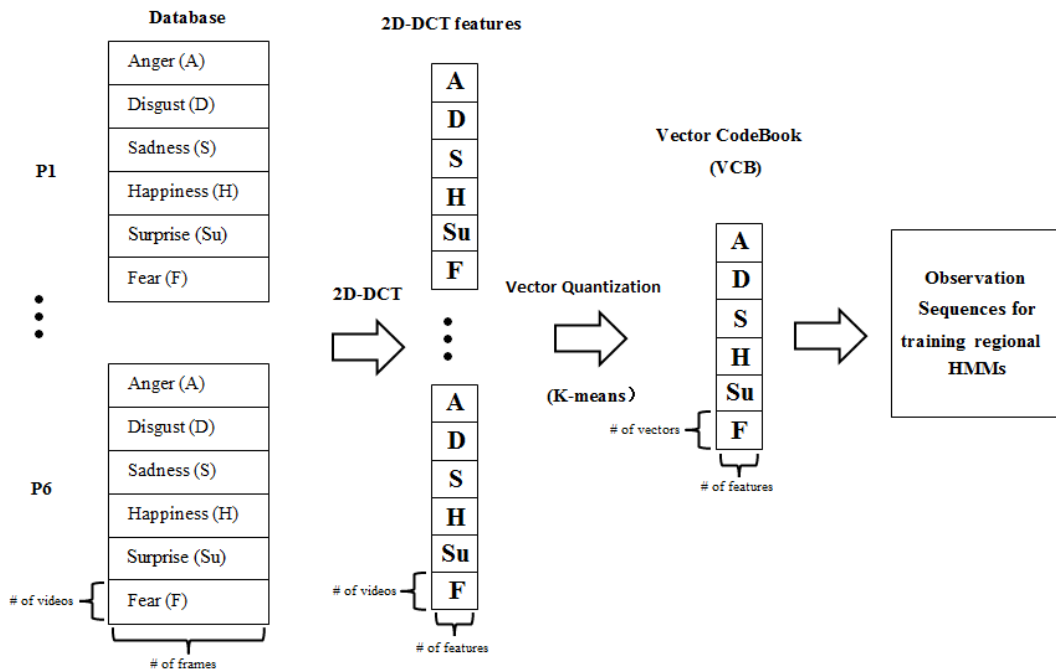 Database
Anger (A)
Disgust (D)
Sadness (S)
P1
Happiness (H)
Surprise (Su)
Fear (F)
Anger (A)
Disgust (D)
Sadness (S)
P6
Happiness (H)
Surprise (Su)
# of videos
Fear (F)
# of frames
2D-DCT
2D-DCT features
A
D
S
H
Su
F
A
D
S
H
Su
# of videos
F
# of features
Vector Quantization
(K-means)
Vector CodeBook
(VCB)
A
D
S
H
Su
# of vectors
F
# of features
Observation
Sequences for
training regional
HMMs